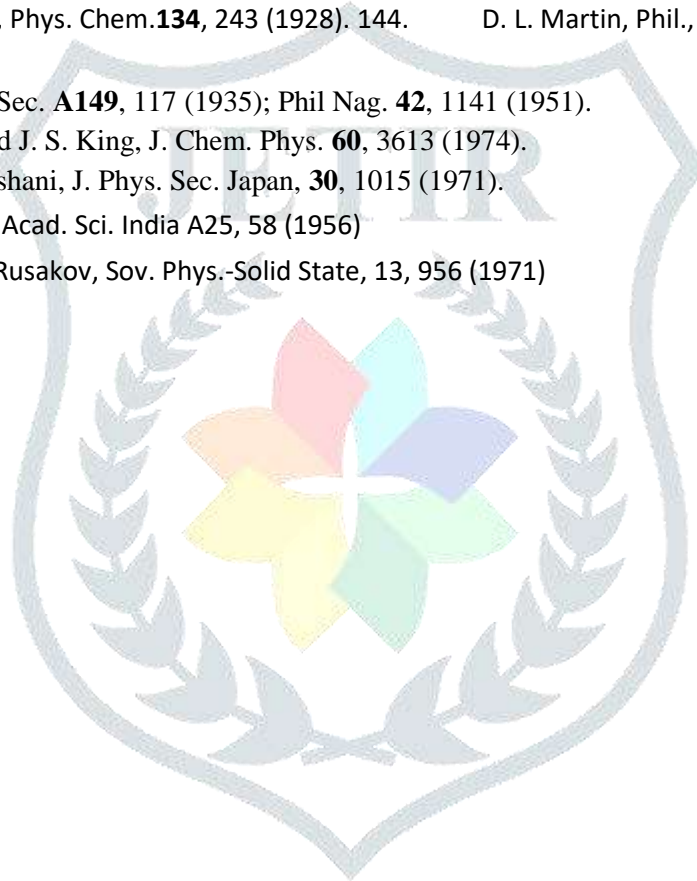 , Phys. Chem.134, 243 (1928). 144. D. L. Martin, Phil.,
Sec. A149, 117 (1935); Phil Nag. 42, 1141 (1951).
d J. S. King, J. Chem. Phys. 60, 3613 (1974).
shani, J. Phys. Sec. Japan, 30, 1015 (1971).
Acad. Sci. India A25, 58 (1956)
Rusakov, Sov. Phys.-Solid State, 13, 956 (1971)
JETIR